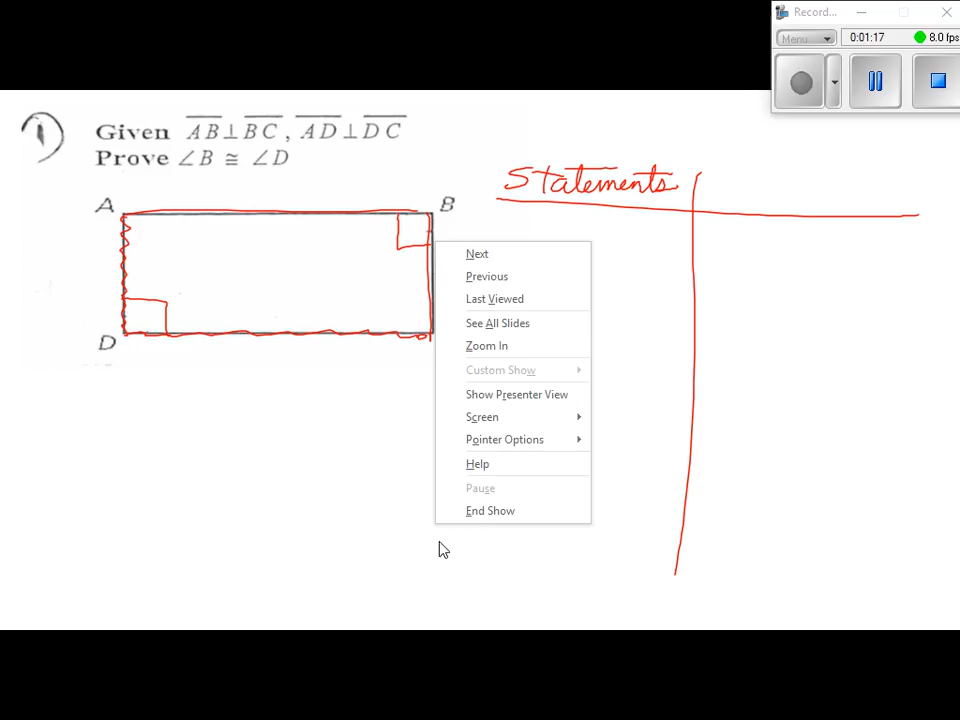 Record...
Menu
0:01:17
8.0 fps
1
Given AB⊥BC, AD⊥DC
Prove ∠B ≅ ∠D
Statements
A
B
D
Next
Previous
Last Viewed
See All Slides
Zoom In
Custom Show
Show Presenter View
Screen
Pointer Options
Help
Pause
End Show